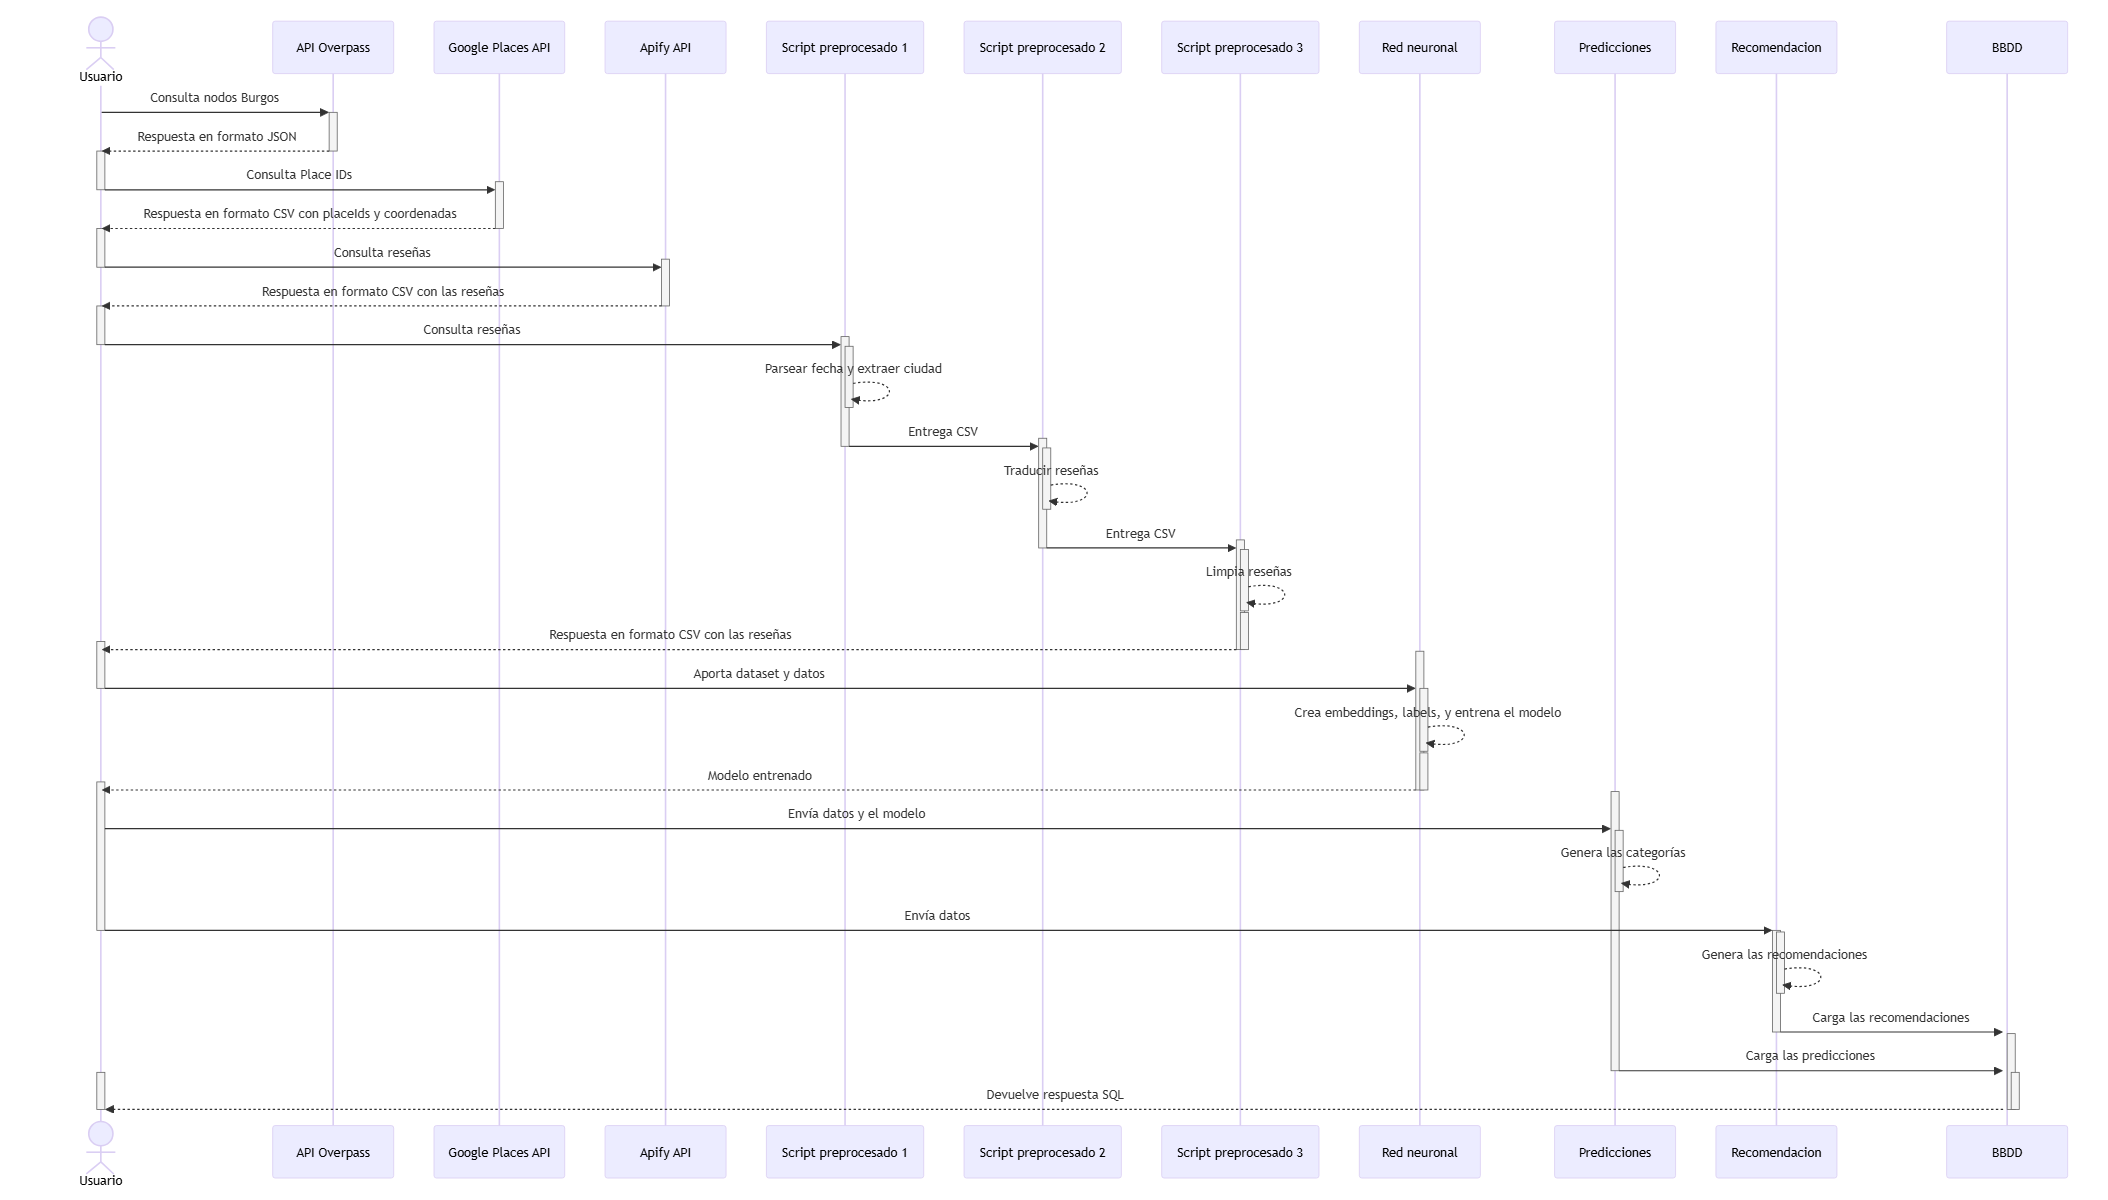 Usuario
API Overpass
Google Places API
Apify API
Script preprocesado 1
Script preprocesado 2
Script preprocesado 3
Red neuronal
Predicciones
Recomendacion
BBDD
Consulta nodos Burgos
Respuesta en formato JSON
Consulta Place IDs
Respuesta en formato CSV con placeIds y coordenadas
Consulta reseñas
Respuesta en formato CSV con las reseñas
Consulta reseñas
Parsear fecha y extraer ciudad
Entrega CSV
Traducir reseñas
Entrega CSV
Limpia reseñas
Respuesta en formato CSV con las reseñas
Aporta dataset y datos
Crea embeddings, labels, y entrena el modelo
Modelo entrenado
Envía datos y el modelo
Genera las categorías
Envía datos
Genera las recomendaciones
Carga las recomendaciones
Carga las predicciones
Devuelve respuesta SQL
Usuario
API Overpass
Google Places API
Apify API
Script preprocesado 1
Script preprocesado 2
Script preprocesado 3
Red neuronal
Predicciones
Recomendacion
BBDD